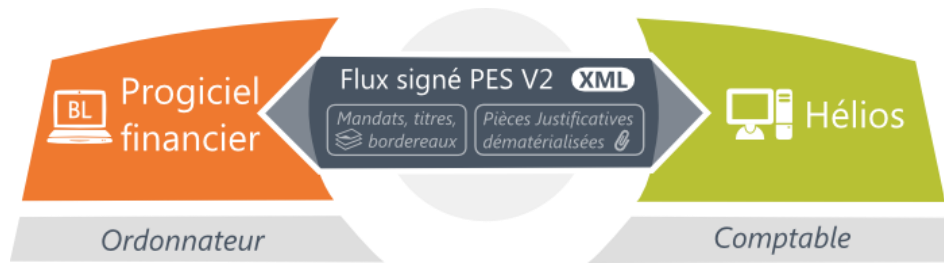 BL
Progiciel
financier
Flux signé PES V2 XML
Mandats, titres,
bordereaux
Pièces Justificatives
dématérialisées
Hélios
Ordonnateur
Comptable